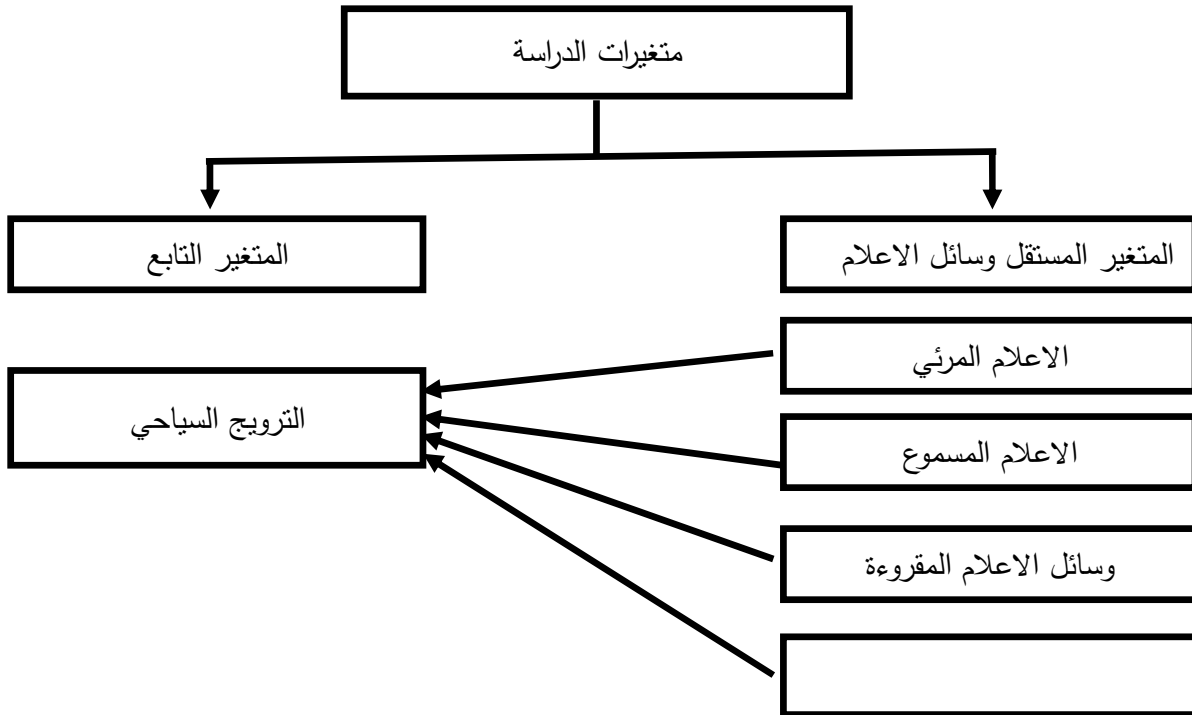 متغيرات الدراسة
المتغير المستقل وسائل الاعلام
المتغير التابع
الاعلام المرئي
الترويج السياحي
الاعلام المسموع
وسائل الاعلام المقروءة